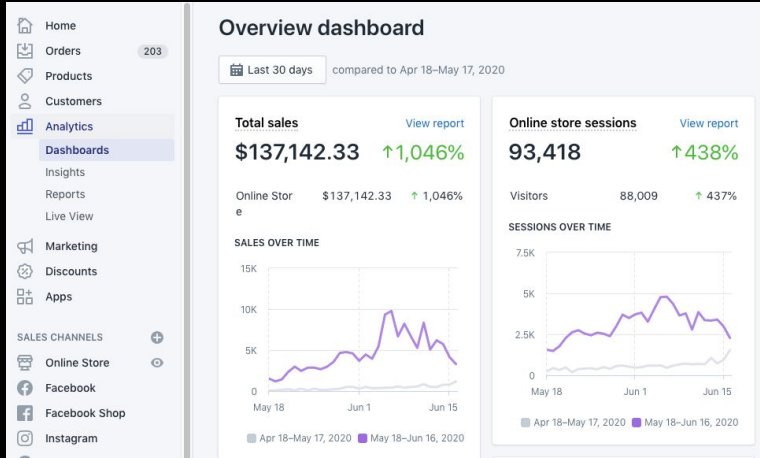 Home
Orders 203
Products
Customers
Analytics
Dashboards
Insights
Reports
Live View
Marketing
Discounts
Apps
SALES CHANNELS
Online Store
Facebook
Facebook Shop
Instagram
Overview dashboard
Last 30 days compared to Apr 18–May 17, 2020
Total sales View report
$137,142.33 ↑1,046%
Online Stor $137,142.33 ↑ 1,046%
e
SALES OVER TIME
15K
10K
5K
0
May 18 Jun 1 Jun 15
Apr 18–May 17, 2020 May 18–Jun 16, 2020
Online store sessions View report
93,418 ↑438%
Visitors 88,009 ↑ 437%
SESSIONS OVER TIME
7.5K
5K
2.5K
0
May 18 Jun 1 Jun 15
Apr 18–May 17, 2020 May 18–Jun 16, 2020